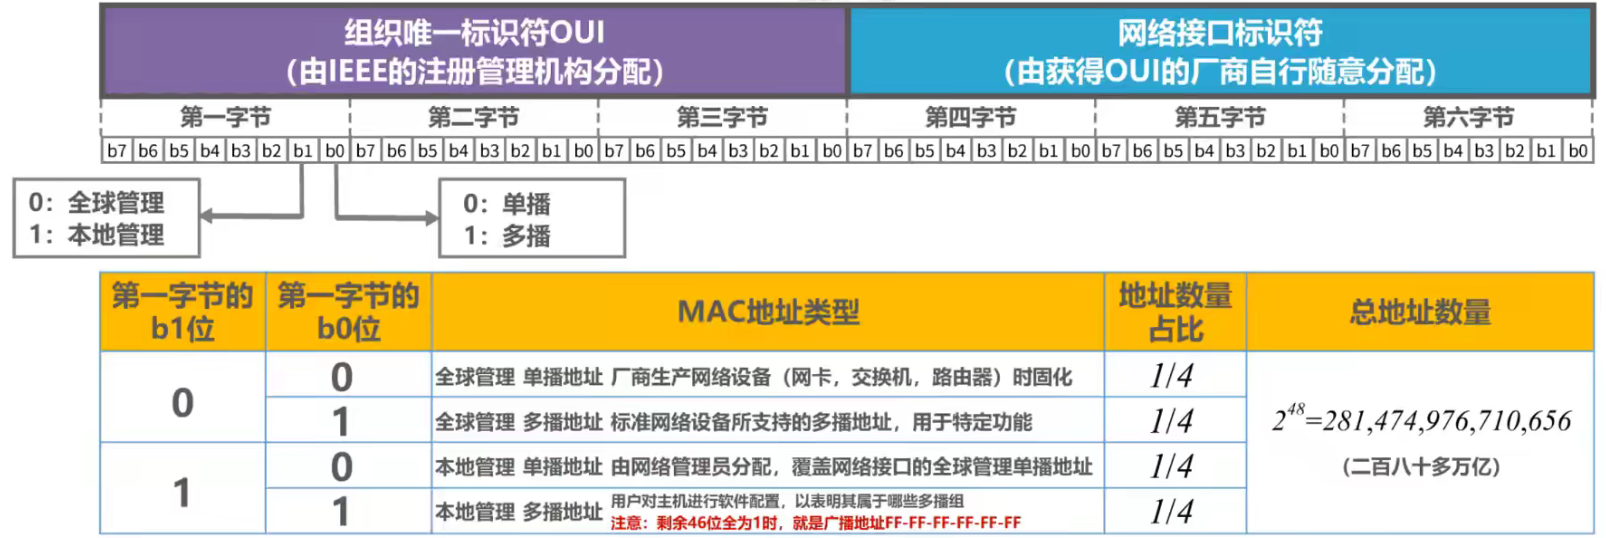 组织唯一标识符OUI
（由IEEE的注册管理机构分配）
网络接口标识符
（由获得OUI的厂商自行随意分配）
第一字节 第二字节 第三字节 第四字节 第五字节 第六字节
b7 b6 b5 b4 b3 b2 b1 b0 b7 b6 b5 b4 b3 b2 b1 b0 b7 b6 b5 b4 b3 b2 b1 b0 b7 b6 b5 b4 b3 b2 b1 b0 b7 b6 b5 b4 b3 b2 b1 b0 b7 b6 b5 b4 b3 b2 b1 b0
0：全球管理
1：本地管理
0：单播
1：多播
第一字节的
b1位
第一字节的
b0位
MAC地址类型
地址数量
占比
总地址数量
0
0
全球管理 单播地址 厂商生产网络设备（网卡，交换机，路由器）时固化
1/4
1
全球管理 多播地址 标准网络设备所支持的多播地址，用于特定功能
1/4
1
0
本地管理 单播地址 由网络管理员分配，覆盖网络接口的全球管理单播地址
1/4
1
本地管理 多播地址
用户对主机进行软件配置，以表明其属于哪些多播组
注意：剩余46位全为1时，就是广播地址FF-FF-FF-FF-FF-FF
1/4
2^48=281,474,976,710,656
（二百八十多万亿）